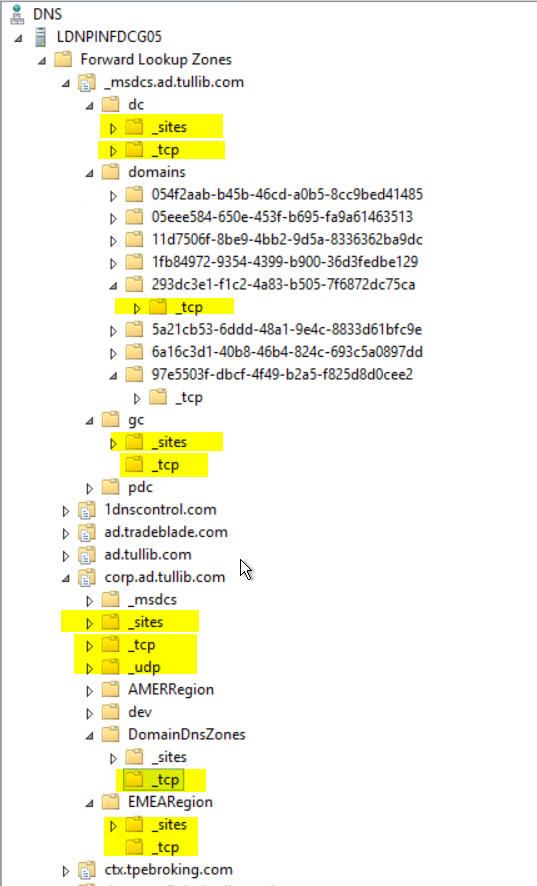 DNS
LDNPINFDCG05
Forward Lookup Zones
_msdcs.ad.tullib.com
dc
_sites
_tcp
domains
054f2aab-b45b-46cd-a0b5-8cc9bed41485
05eee584-650e-453f-b695-fa9a61463513
11d7506f-8be9-4bb2-9d5a-8336362ba9dc
1fb84972-9354-4399-b900-36d3fedbe129
293dc3e1-f1c2-4a83-b505-7f6872dc75ca
_tcp
5a21cb53-6ddd-48a1-9e4c-8833d61bfc9e
6a16c3d1-40b8-46b4-824c-693c5a0897dd
97e5503f-dbcf-4f49-b2a5-f825d8d0cee2
_tcp
gc
_sites
_tcp
pdc
1dnscontrol.com
ad.tradeblade.com
ad.tullib.com
corp.ad.tullib.com
_msdcs
_sites
_tcp
_udp
AMERRegion
dev
DomainDnsZones
_sites
_tcp
EMEARegion
_sites
_tcp
ctx.tpebroking.com